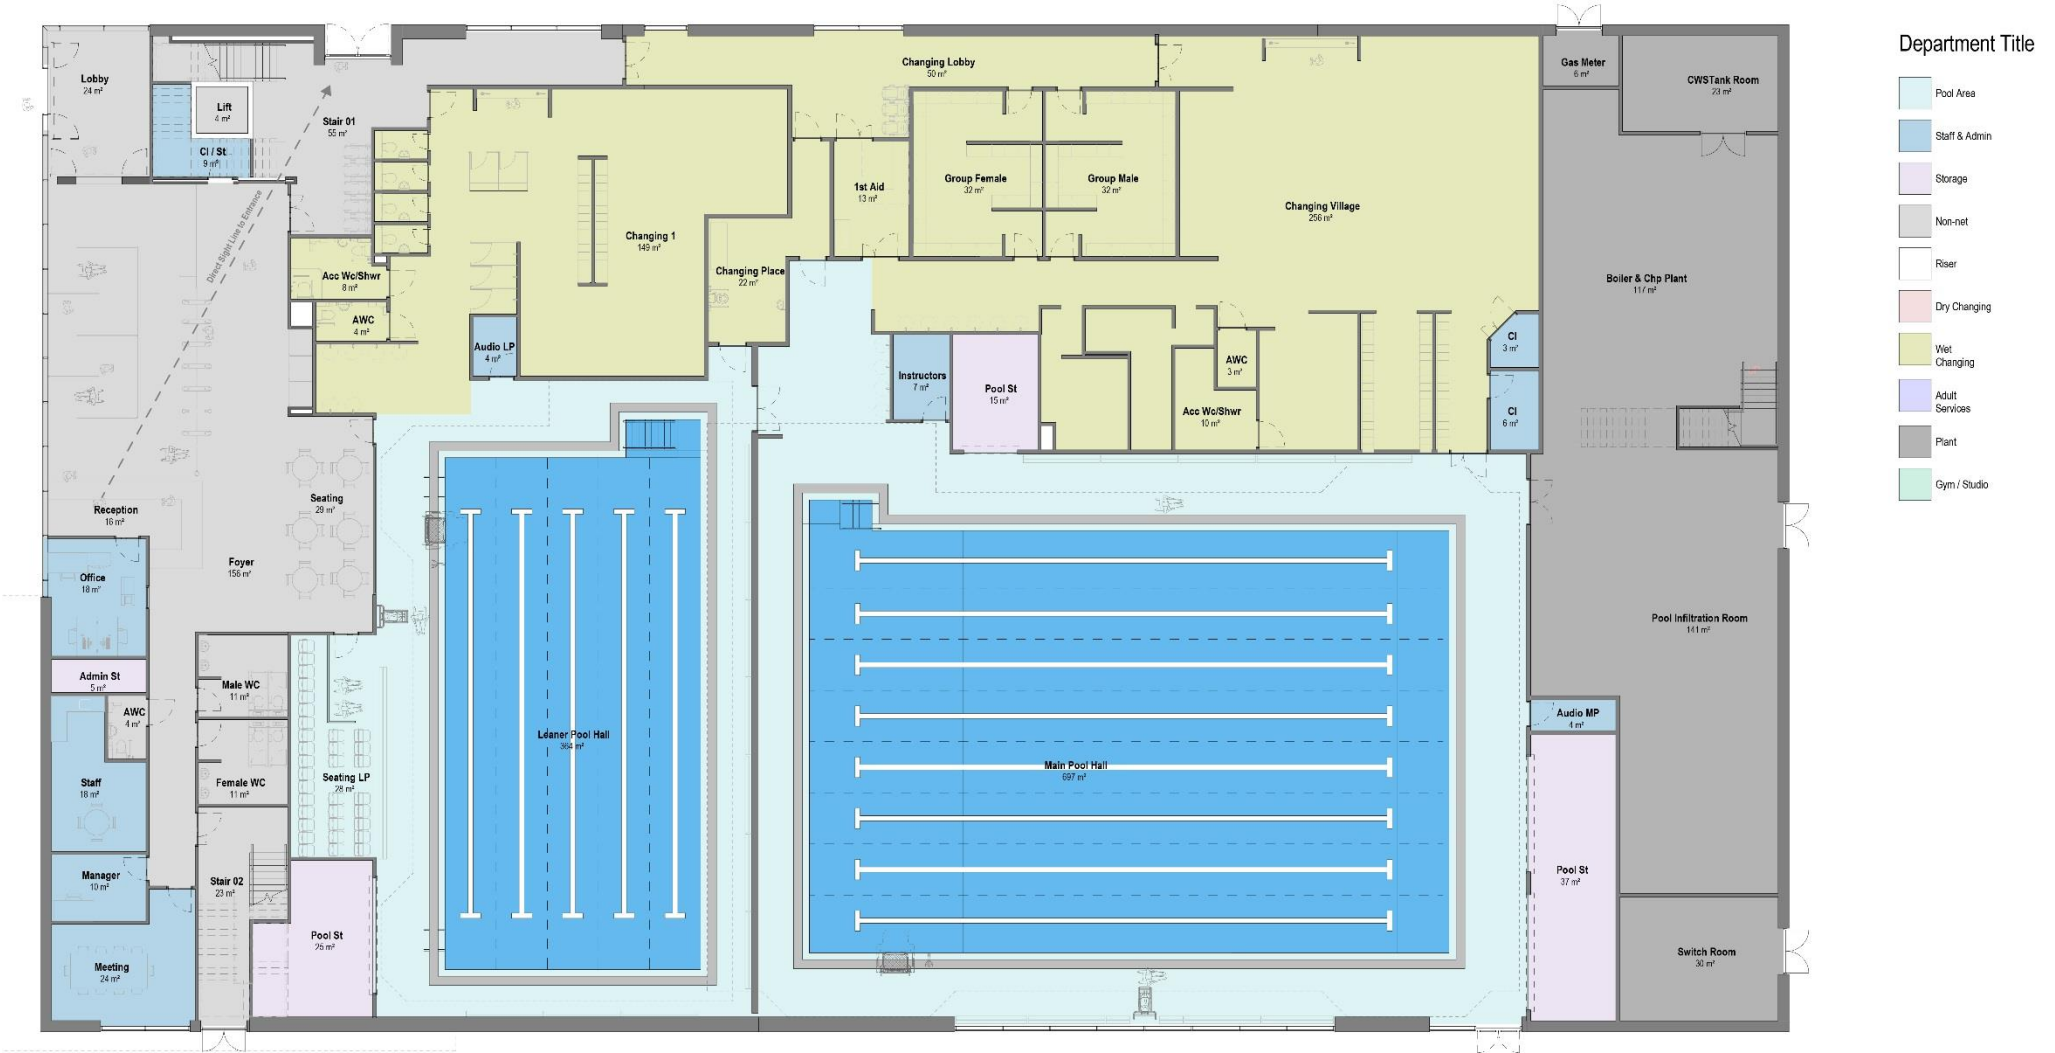 Department Title
Pool Area
Staff & Admin
Storage
Non-net
Riser
Dry Changing
Wet
Changing
Adult
Services
Plant
Gym / Studio
Lobby
24 m²
Lift
4 m²
Cl / St
9 m²
Stair 01
55 m²
Direct Sight Line to Entrance
Changing Lobby
50 m²
Gas Meter
6 m²
CWSTank Room
23 m²
1st Aid
13 m²
Group Female
32 m²
Group Male
32 m²
Changing Village
256 m²
Changing 1
149 m²
Changing Place
22 m²
Acc Wc/Shwr
8 m²
AWC
4 m²
Audio LP
4 m²
Boiler & Chp Plant
117 m²
Instructors
7 m²
Pool St
15 m²
AWC
3 m²
Acc Wc/Shwr
10 m²
Cl
3 m²
Cl
6 m²
Reception
16 m²
Seating
29 m²
Foyer
156 m²
Office
18 m²
Admin St
5 m²
AWC
4 m²
Male WC
11 m²
Staff
18 m²
Female WC
11 m²
Seating LP
28 m²
Leaner Pool Hall
364 m²
Main Pool Hall
697 m²
Pool Infiltration Room
141 m²
Audio MP
4 m²
Manager
10 m²
Stair 02
23 m²
Pool St
25 m²
Meeting
24 m²
Pool St
37 m²
Switch Room
30 m²